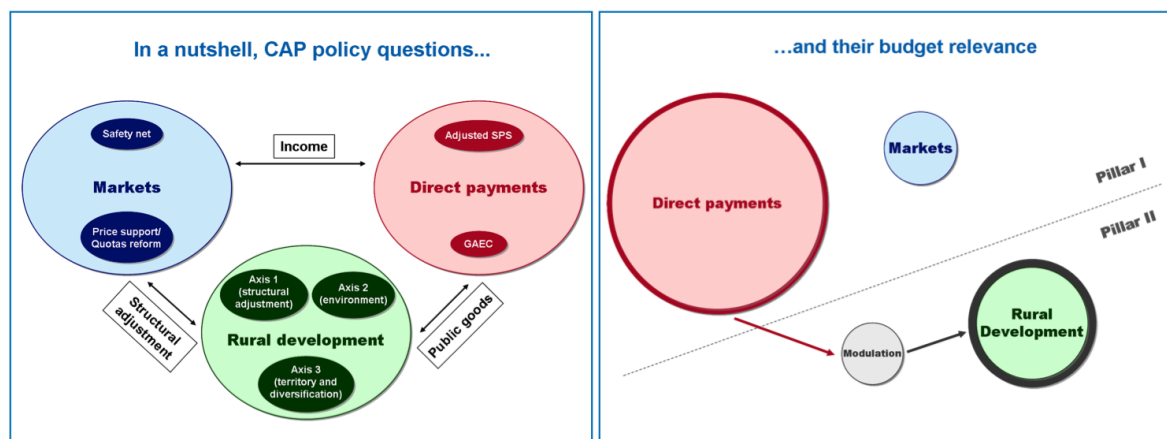 In a nutshell, CAP policy questions...
Safety net
Markets
Price support/
Quotas reform
Income
Adjusted SPS
Direct payments
GAEC
Structural
adjustment
Axis 1
(structural
adjustment)
Axis 2
(environment)
Rural development
Axis 3
(territory and
diversification)
Public goods
...and their budget relevance
Direct payments
Markets
Pillar I
Pillar II
Modulation
Rural
Development